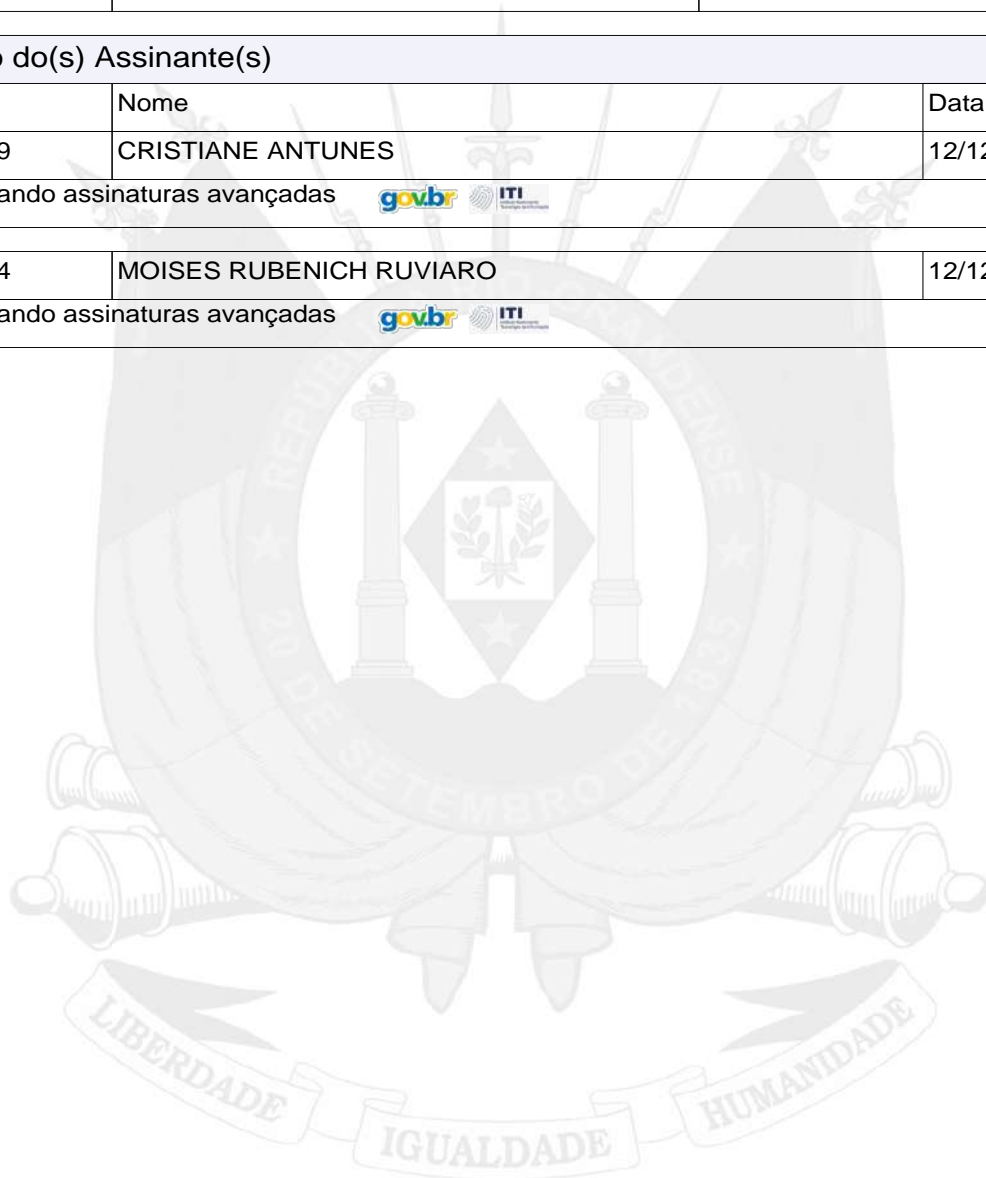 o do(s) Assinante(s)
Nome Data
9 CRISTIANE ANTUNES 12/12
ando assinaturas avançadas gov.br ITI
4 MOISES RUBENICH RUVIARO 12/12
ando assinaturas avançadas gov.br ITI
REPÚBLICA RIO-GRANDENSE
20 DE SETEMBRO DE 1835
LIBERDADE IGUALDADE HUMANIDADE